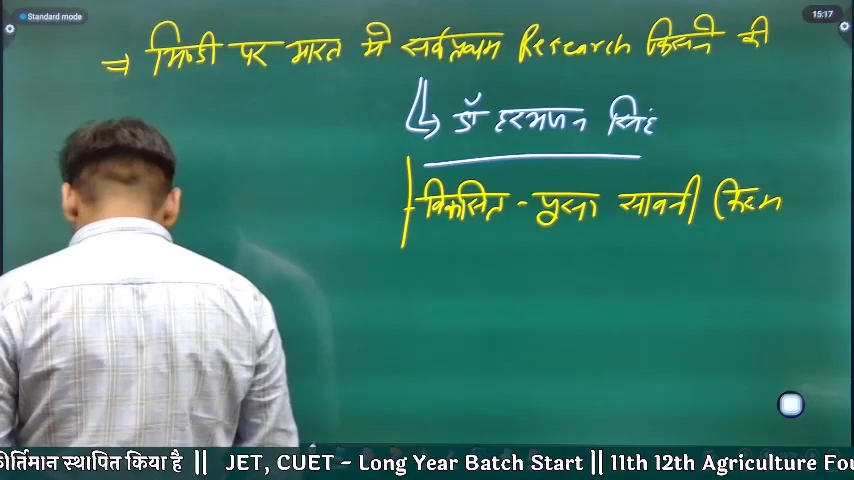 Standard mode
15:17
⇒ भिण्डी पर भारत में सर्वप्रथम Research किसने की
↳ डॉ हरभजन सिंह
विकसित - पूसा सावनी (किस्म
कीर्तिमान स्थापित किया है || JET, CUET – Long Year Batch Start || 11th 12th Agriculture Fou